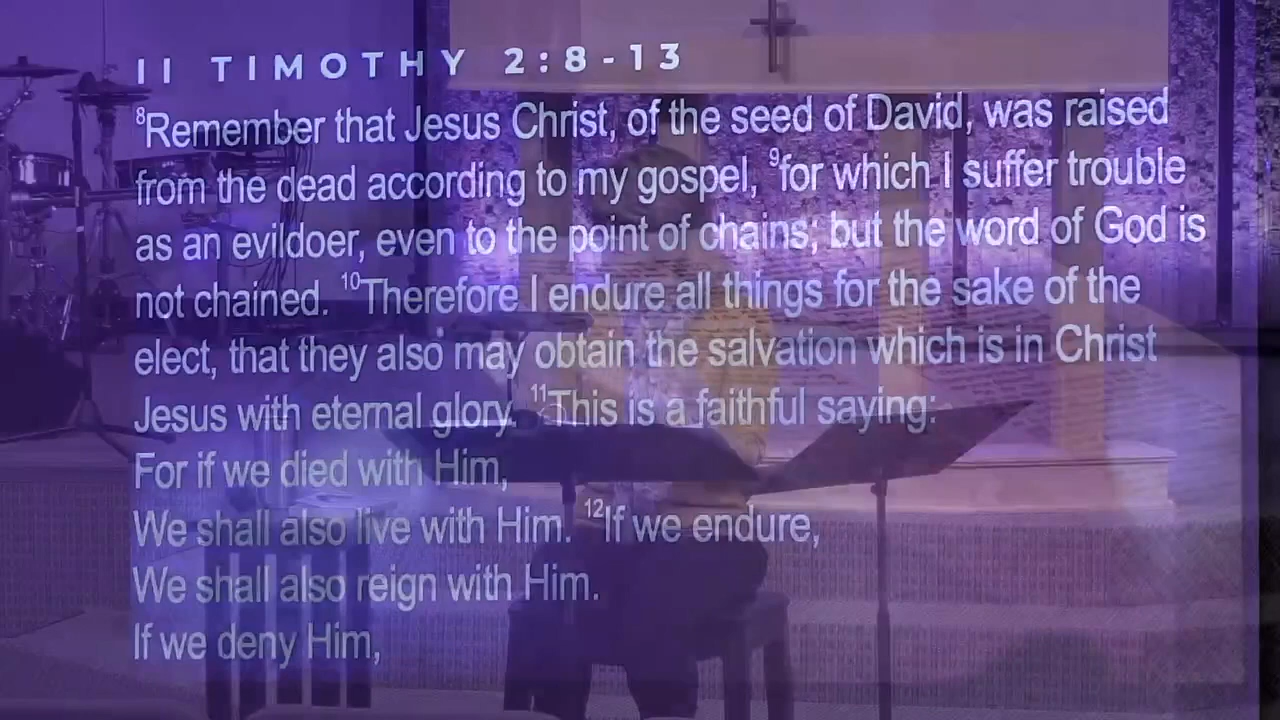 II TIMOTHY 2:8-13
8Remember that Jesus Christ, of the seed of David, was raised
from the dead according to my gospel, 9for which I suffer trouble
as an evildoer, even to the point of chains; but the word of God is
not chained. 10Therefore I endure all things for the sake of the
elect, that they also may obtain the salvation which is in Christ
Jesus with eternal glory. 11This is a faithful saying:
For if we died with Him,
We shall also live with Him. 12If we endure,
We shall also reign with Him.
If we deny Him,